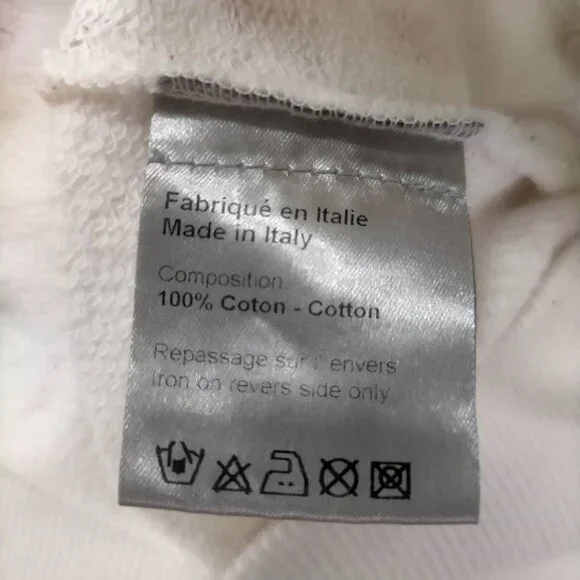 Fabriqué en Italie
Made in Italy
Composition
100% Coton - Cotton
Repassage sur l'envers
Iron on revers side only